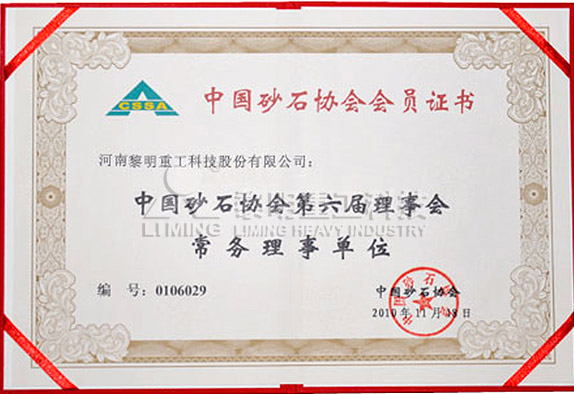 CSSA
中国砂石协会会员证书
河南黎明重工科技股份有限公司:
中国砂石协会第六届理事会
黎明重工科技
LIMING HEAVY INDUSTRY
LIMING
常务理事单位
编 号:0106029
中国砂石协会
2010年11月18日